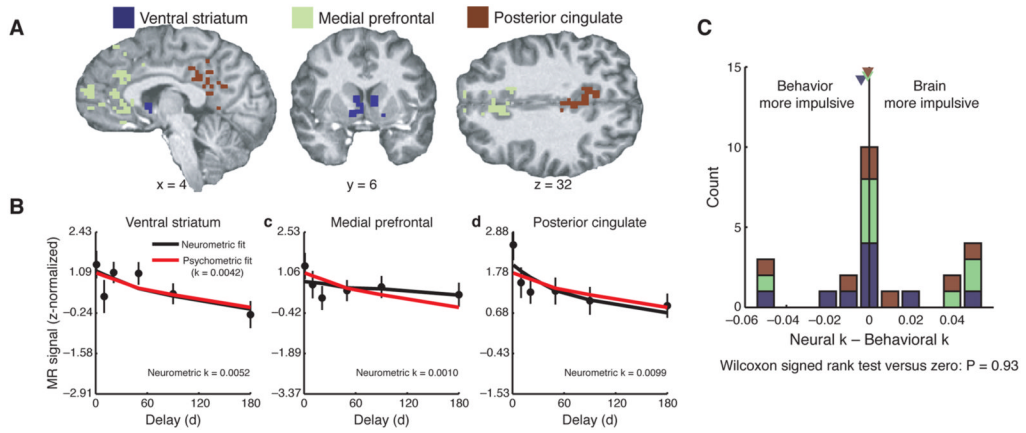 A
Ventral striatum
Medial prefrontal
Posterior cingulate
x = 4
y = 6
z = 32
B
Ventral striatum
2.43
1.09
−0.24
−1.58
−2.91
MR signal (z-normalized)
Neurometric fit
Psychometric fit
(k = 0.0042)
Neurometric k = 0.0052
0 60 120 180
Delay (d)
c
Medial prefrontal
2.53
1.06
−0.42
−1.89
−3.37
Neurometric k = 0.0010
0 60 120 180
Delay (d)
d
Posterior cingulate
2.88
1.78
0.68
−0.43
−1.53
Neurometric k = 0.0099
0 60 120 180
Delay (d)
C
15
10
5
0
Count
Behavior
more impulsive
Brain
more impulsive
−0.06 −0.04 −0.02 0 0.02 0.04
Neural k – Behavioral k
Wilcoxon signed rank test versus zero: P = 0.93